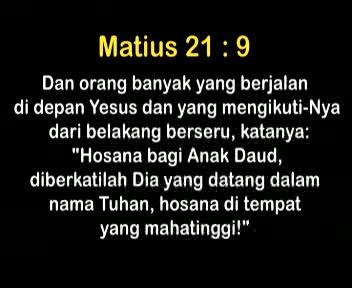 Matius 21 : 9
Dan orang banyak yang berjalan
di depan Yesus dan yang mengikuti-Nya
dari belakang berseru, katanya:
"Hosana bagi Anak Daud,
diberkatilah Dia yang datang dalam
nama Tuhan, hosana di tempat
yang mahatinggi!"